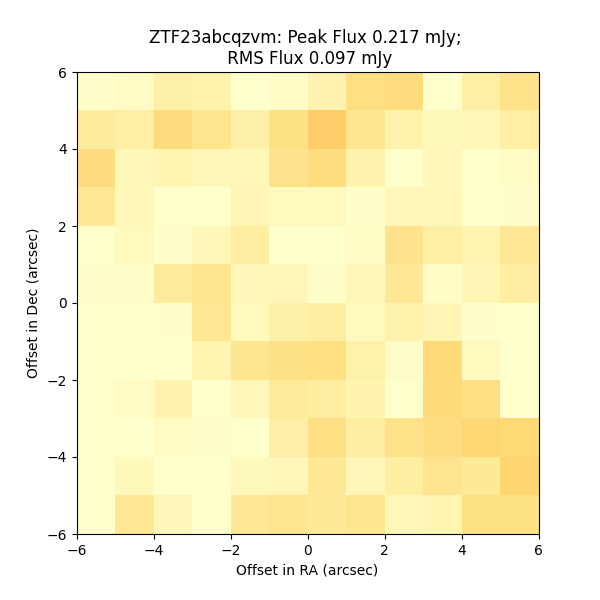 ZTF23abcqzvm: Peak Flux 0.217 mJy;
RMS Flux 0.097 mJy
6
4
2
0
−2
−4
−6
Offset in Dec (arcsec)
−6 −4 −2 0 2 4 6
Offset in RA (arcsec)